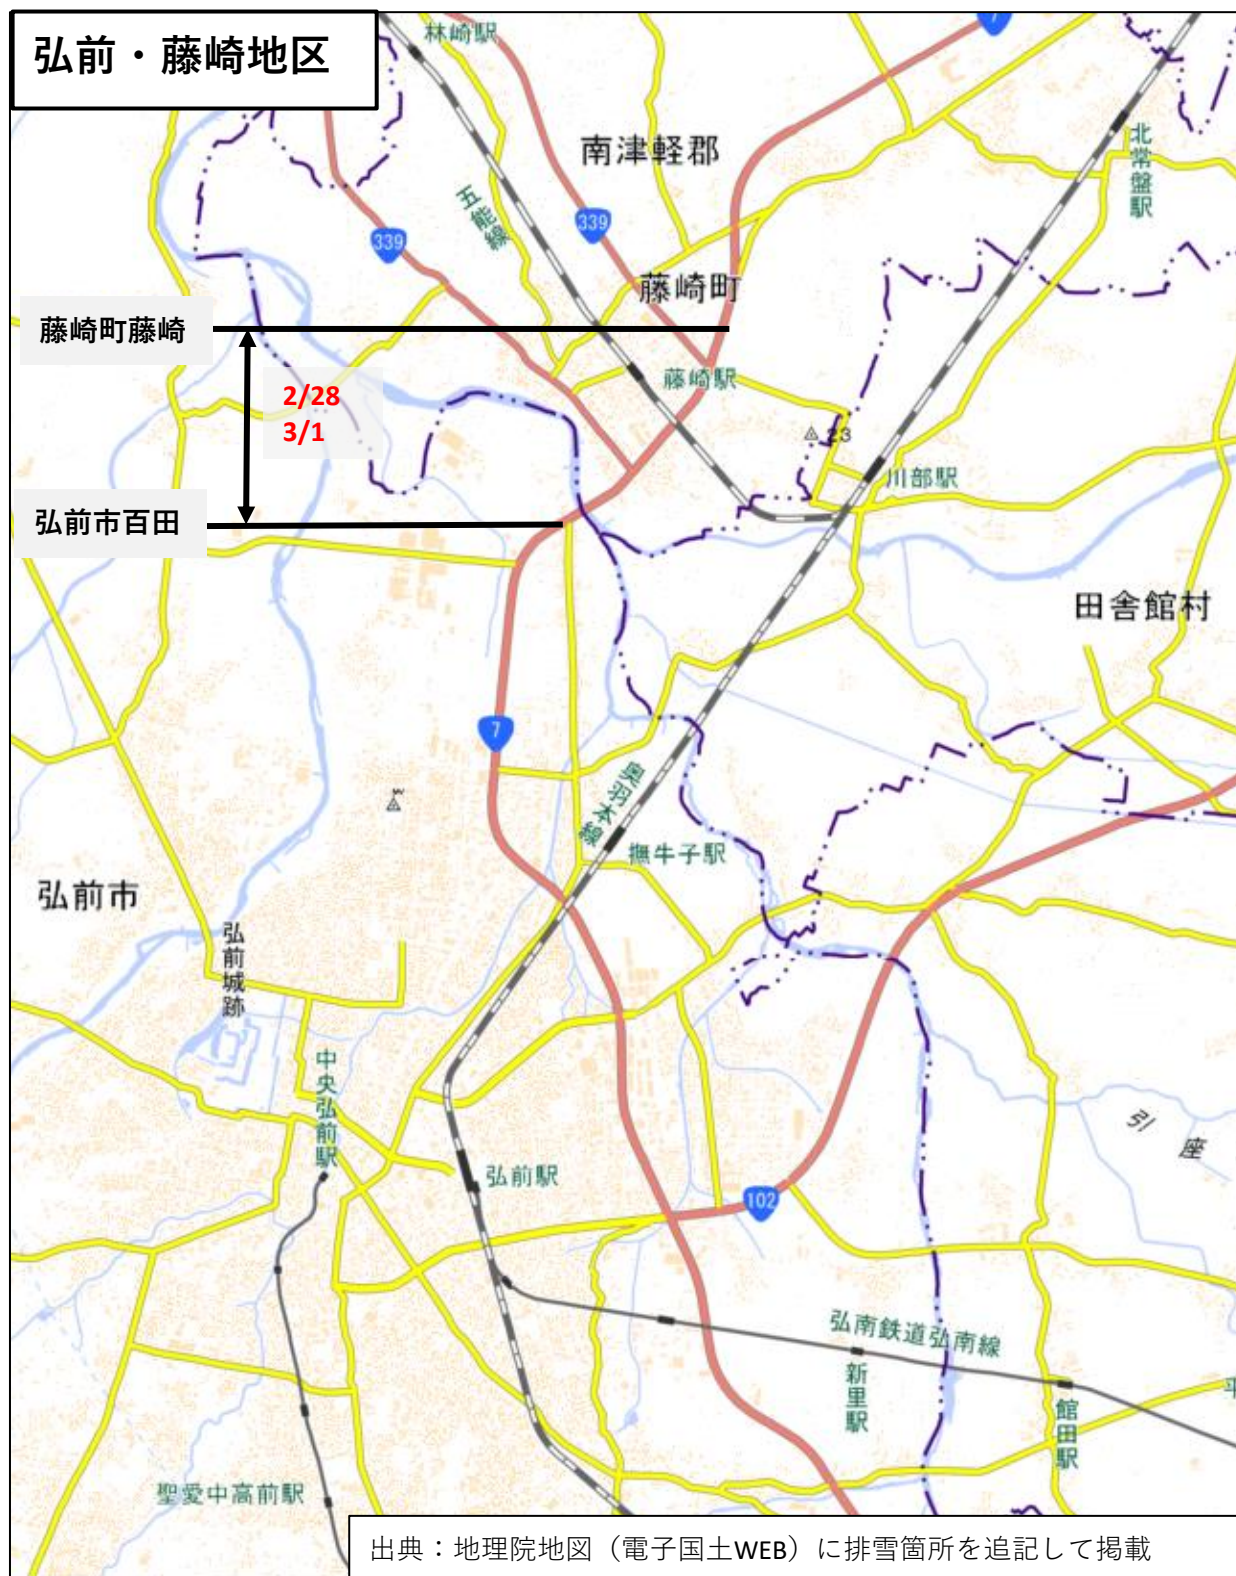 弘前・藤崎地区
林崎駅
7
南津軽郡
北常盤駅
五能線
339
339
藤崎町
藤崎町藤崎
藤崎駅
2/28
3/1
23
川部駅
弘前市百田
田舎館村
7
奥羽本線
撫牛子駅
弘前市
弘前城跡
中央弘前駅
引座
弘前駅
102
弘南鉄道弘南線
新里駅
館田駅
平
聖愛中高前駅
出典：地理院地図（電子国土WEB）に排雪箇所を追記して掲載